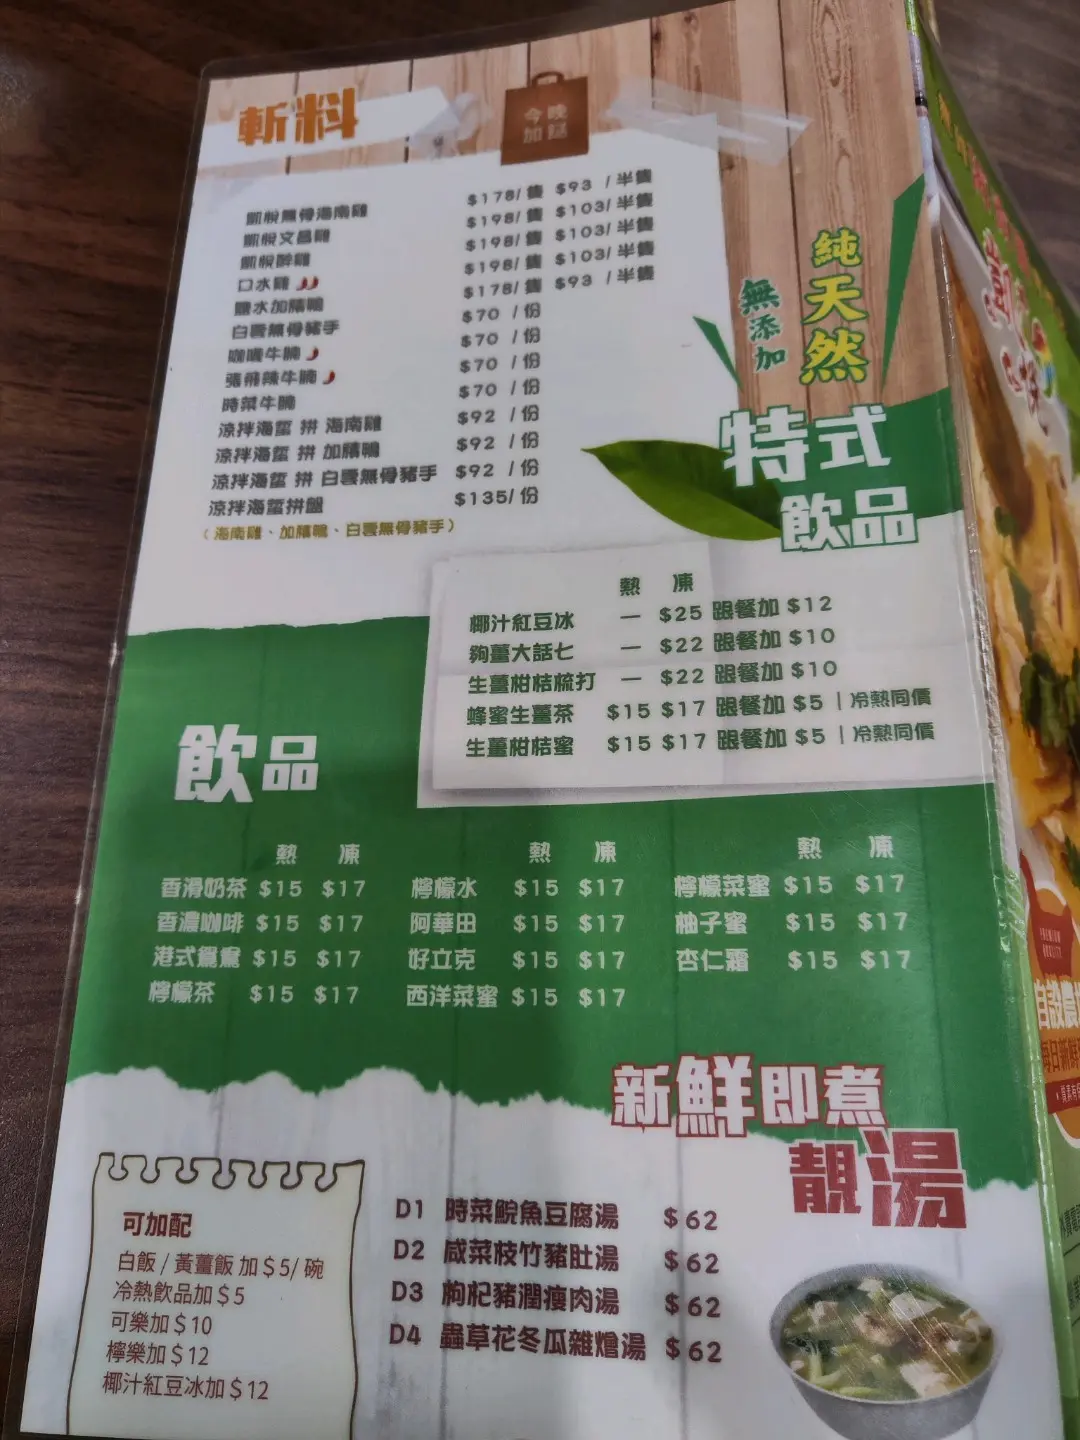 斬料
今晚
加餸
凱悅無骨海南雞 $178/隻 $93 /半隻
凱悅文昌雞 $198/隻 $103/半隻
凱悅醉雞 $198/隻 $103/半隻
口水雞 $198/隻 $103/半隻
鹽水加積鴨 $178/隻 $93 /半隻
白雲無骨豬手 $70 /份
咖喱牛腩 $70 /份
張飛辣牛腩 $70 /份
時菜牛腩 $70 /份
涼拌海蜇 拼 海南雞 $92 /份
涼拌海蜇 拼 加積鴨 $92 /份
涼拌海蜇 拼 白雲無骨豬手 $92 /份
涼拌海蜇拼盤 $135/份
（海南雞、加積鴨、白雲無骨豬手）
純天然
無添加
特式
飲品
熱 凍
椰汁紅豆冰 — $25 跟餐加 $12
夠薑大話七 — $22 跟餐加 $10
生薑柑桔梳打 — $22 跟餐加 $10
蜂蜜生薑茶 $15 $17 跟餐加 $5 | 冷熱同價
生薑柑桔蜜 $15 $17 跟餐加 $5 | 冷熱同價
飲品
熱 凍 熱 凍 熱 凍
香滑奶茶 $15 $17 檸檬水 $15 $17 檸檬菜蜜 $15 $17
香濃咖啡 $15 $17 阿華田 $15 $17 柚子蜜 $15 $17
港式鴛鴦 $15 $17 好立克 $15 $17 杏仁霜 $15 $17
檸檬茶 $15 $17 西洋菜蜜 $15 $17
新鮮即煮
靚湯
D1 時菜鯇魚豆腐湯 $62
D2 咸菜枝竹豬肚湯 $62
D3 枸杞豬潤瘦肉湯 $62
D4 蟲草花冬瓜雜燴湯 $62
可加配
白飯 / 黃薑飯 加 $5/ 碗
冷熱飲品加 $5
可樂加 $10
檸樂加 $12
椰汁紅豆冰加 $12